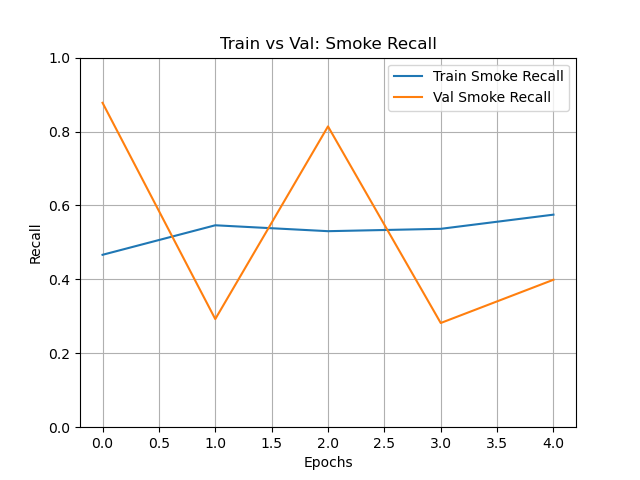 Train vs Val: Smoke Recall
Train Smoke Recall
Val Smoke Recall
Recall
1.0
0.8
0.6
0.4
0.2
0.0
0.0 0.5 1.0 1.5 2.0 2.5 3.0 3.5 4.0
Epochs